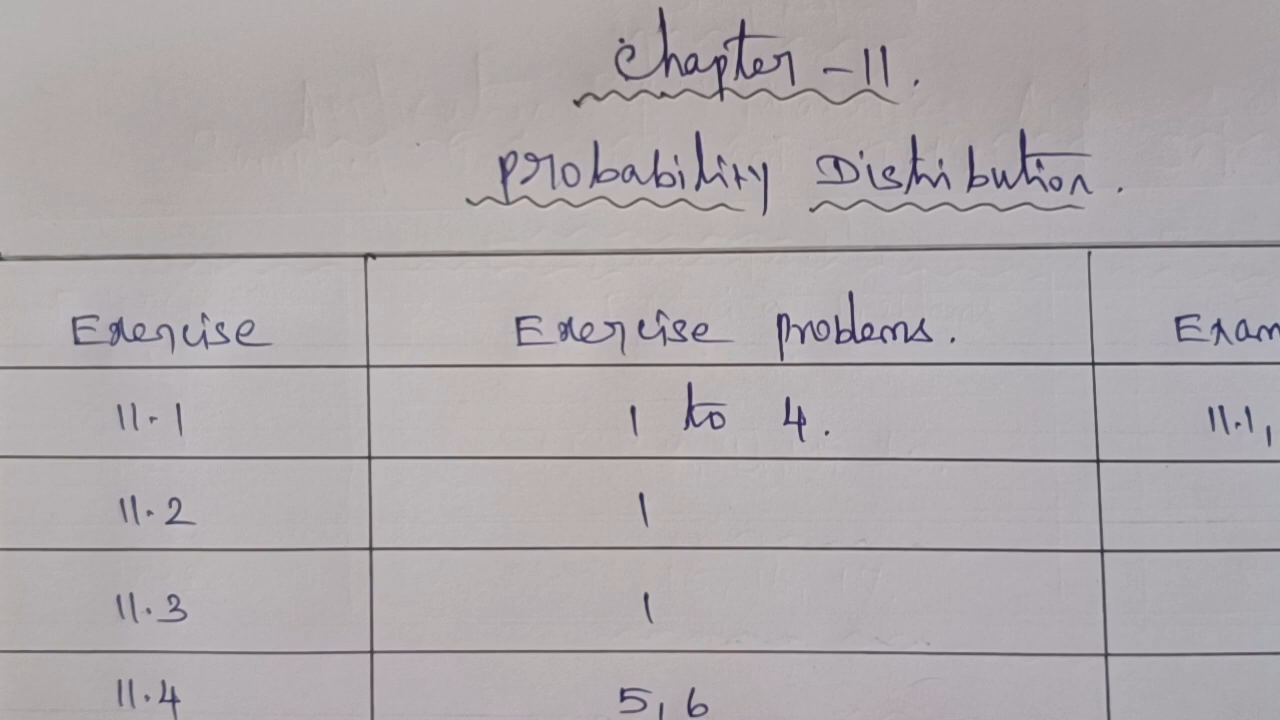 Chapter - 11.
Probability Distribution.
Exercise Exercise problems. Exam
11.1 1 to 4. 11.1,
11.2 1
11.3 1
11.4 5, 6